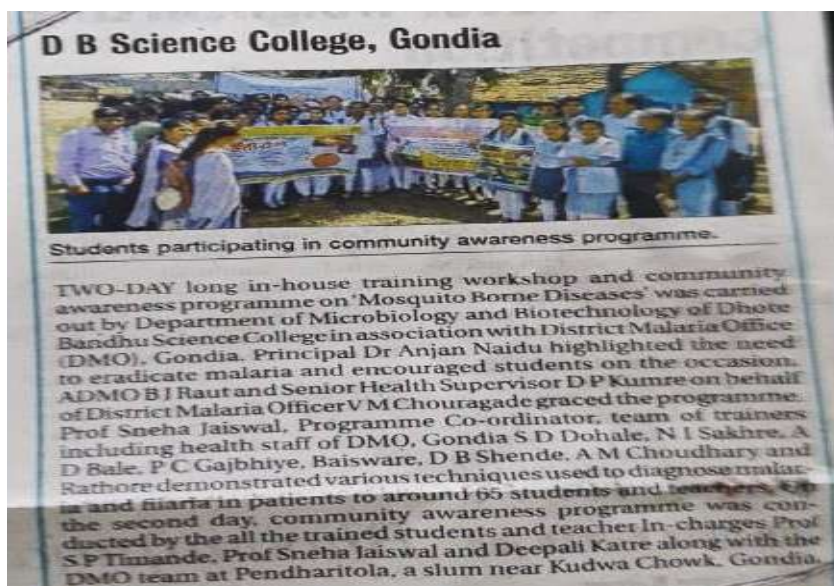 D B Science College, Gondia
Students participating in community awareness programme.
TWO-DAY long in-house training workshop and community
awareness programme on 'Mosquito Borne Diseases' was carried
out by Department of Microbiology and Biotechnology of Dhote
Bandhu Science College in association with District Malaria Office
(DMO), Gondia. Principal Dr Anjan Naidu highlighted the need
to eradicate malaria and encouraged students on the occasion.
ADMO B J Raut and Senior Health Supervisor D P Kumre on behalf
of District Malaria Officer V M Chouragade graced the programme.
Prof Sneha Jaiswal, Programme Co-ordinator, team of trainers
including health staff of DMO, Gondia S D Dohale, N I Sakhre, A
D Bale, P C Gajbhiye, Baisware, D B Shende, A M Choudhary and
Rathore demonstrated various techniques used to diagnose malar-
ia and filaria in patients to around 65 students and teachers. On
the second day, community awareness programme was con-
ducted by the all the trained students and teacher In-charges Prof
S P Timande, Prof Sneha Jaiswal and Deepali Katre along with the
DMO team at Pendharitola, a slum near Kudwa Chowk, Gondia.